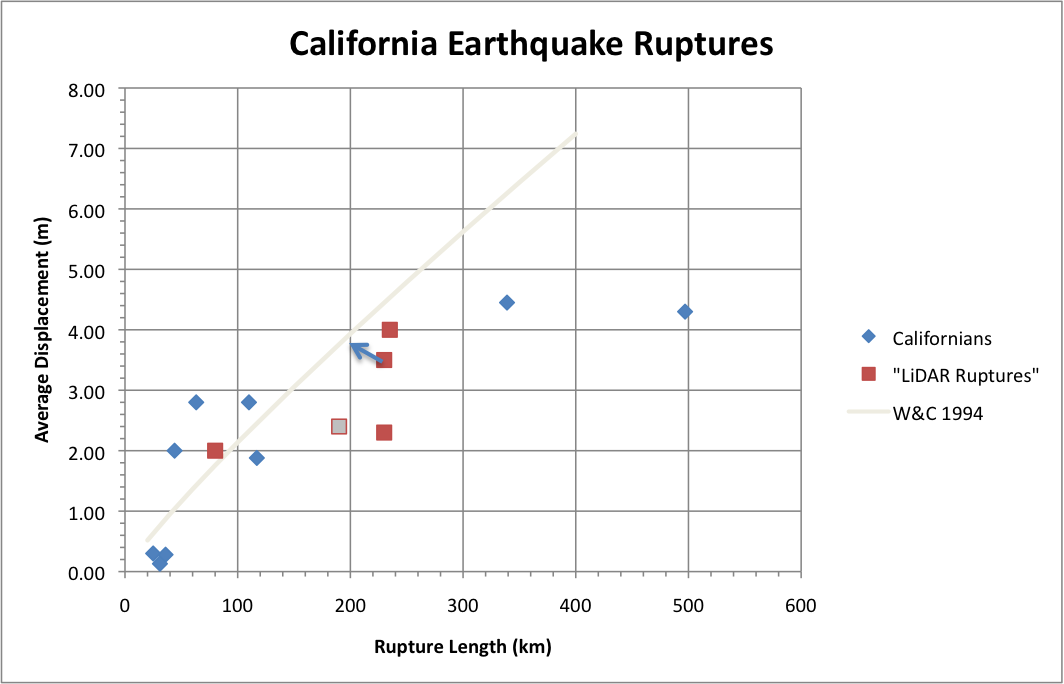 California Earthquake Ruptures
8.00
7.00
6.00
5.00
4.00
3.00
2.00
1.00
0.00
Average Displacement (m)
0 100 200 300 400 500 600
Rupture Length (km)
Californians
"LiDAR Ruptures"
W&C 1994